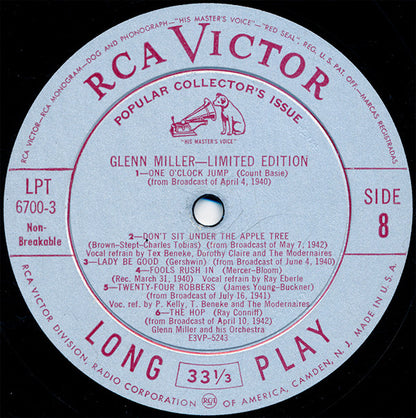 RCA VICTOR—RCA MONOGRAM—DOG AND PHONOGRAPH—"HIS MASTER'S VOICE"—"RED SEAL", REG. U. S. PAT. OFF.—MARCAS REGISTRADAS
RCA VICTOR
POPULAR COLLECTOR'S ISSUE
"HIS MASTER'S VOICE"
GLENN MILLER—LIMITED EDITION
1—ONE O'CLOCK JUMP (Count Basie)
(from Broadcast of April 4, 1940)
LPT
6700-3
Non-
Breakable
SIDE
8
2—DON'T SIT UNDER THE APPLE TREE
(Brown-Stept-Charles Tobias) (from Broadcast of May 7, 1942)
Vocal refrain by Tex Beneke, Dorothy Claire and The Modernaires
3—LADY BE GOOD (Gershwin) (from Broadcast of June 4, 1940)
4—FOOLS RUSH IN (Mercer-Bloom)
(Rec. March 31, 1940) Vocal refrain by Ray Eberle
5—TWENTY-FOUR ROBBERS (James Young-Buckner)
(from Broadcast of July 16, 1941)
Voc. ref. by P. Kelly, T. Beneke and The Modernaires
6—THE HOP (Ray Conniff)
(from Broadcast of April 10, 1942)
Glenn Miller and his Orchestra
E3VP-5243
LONG 33 1/3 PLAY
RCA VICTOR DIVISION, RADIO CORPORATION RCA OF AMERICA, CAMDEN, N. J. MADE IN U.S.A.